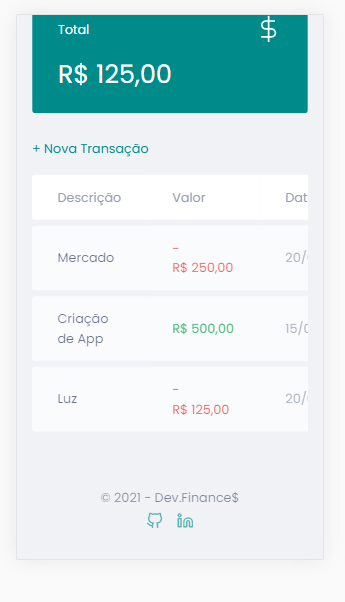 Total
R$ 125,00
+ Nova Transação
Descrição Valor
Mercado
-
R$ 250,00
20/
Criação
de App
R$ 500,00
15/
Luz
-
R$ 125,00
20/
© 2021 - Dev.Finance$